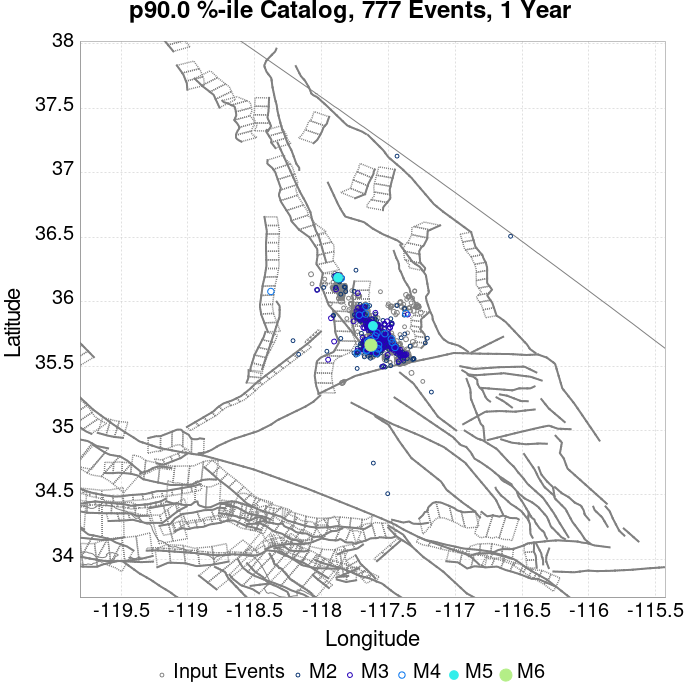 p90.0 %-ile Catalog, 777 Events, 1 Year
38
37.5
37
36.5
36
35.5
35
34.5
34
Latitude
-119.5 -119 -118.5 -118 -117.5 -117 -116.5 -116 -115.5
Longitude
Input Events M2 M3 M4 M5 M6